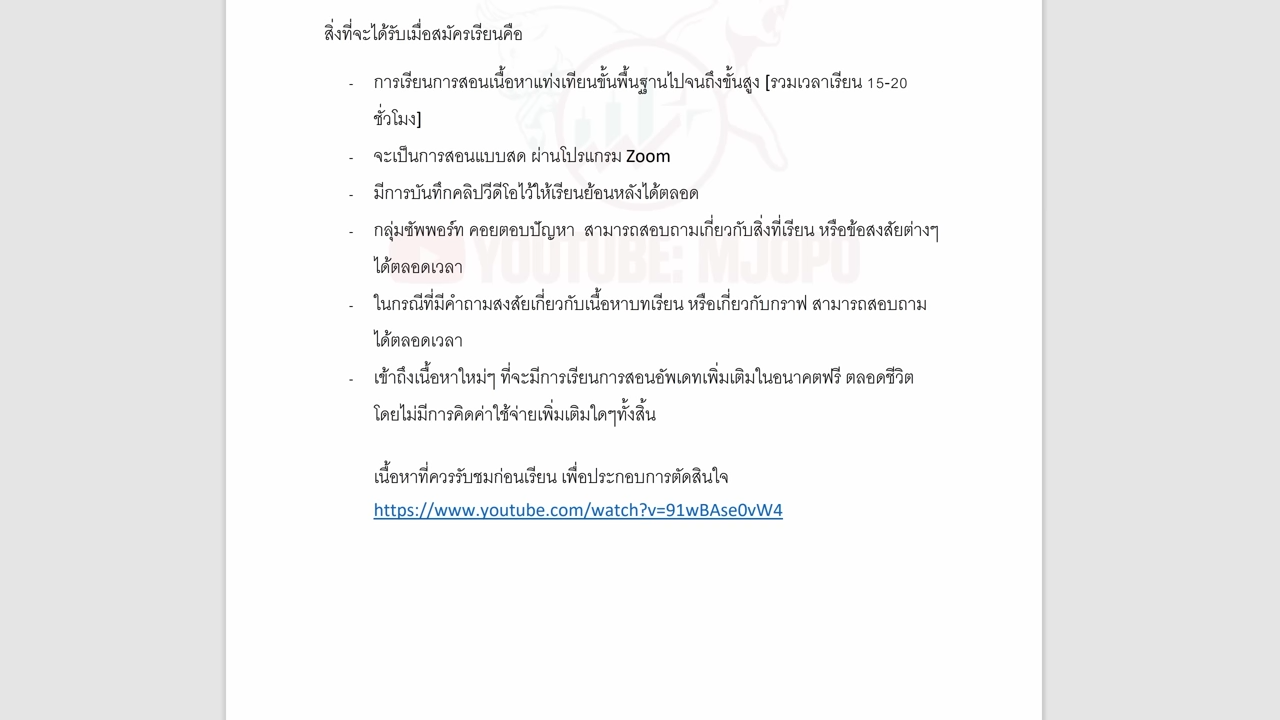 สิ่งที่จะได้รับเมื่อสมัครเรียนคือ
- การเรียนการสอนเนื้อหาแท่งเทียนขั้นพื้นฐานไปจนถึงขั้นสูง [รวมเวลาเรียน 15-20
ชั่วโมง]
- จะเป็นการสอนแบบสด ผ่านโปรแกรม Zoom
- มีการบันทึกคลิปวีดีโอไว้ให้เรียนย้อนหลังได้ตลอด
- กลุ่มซัพพอร์ท คอยตอบปัญหา สามารถสอบถามเกี่ยวกับสิ่งที่เรียน หรือข้อสงสัยต่างๆ
ได้ตลอดเวลา
YOUTUBE: MJOPU
- ในกรณีที่มีคำถามสงสัยเกี่ยวกับเนื้อหาบทเรียน หรือเกี่ยวกับกราฟ สามารถสอบถาม
ได้ตลอดเวลา
- เข้าถึงเนื้อหาใหม่ๆ ที่จะมีการเรียนการสอนอัพเดทเพิ่มเติมในอนาคตฟรี ตลอดชีวิต
โดยไม่มีการคิดค่าใช้จ่ายเพิ่มเติมใดๆทั้งสิ้น
เนื้อหาที่ควรรับชมก่อนเรียน เพื่อประกอบการตัดสินใจ
https://www.youtube.com/watch?v=91wBAse0vW4